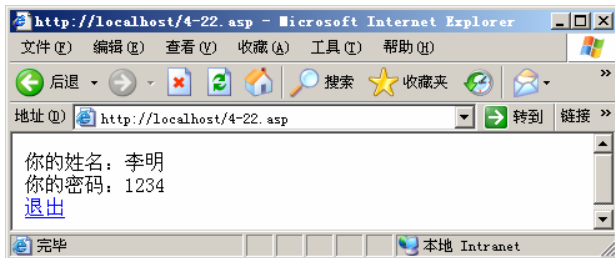 http://localhost/4-22.asp - Microsoft Internet Explorer
文件(F) 编辑(E) 查看(V) 收藏(A) 工具(T) 帮助(H)
后退 搜索 收藏夹 »
地址(D) http://localhost/4-22.asp 转到 链接 »
你的姓名：李明
你的密码：1234
退出
完毕 本地 Intranet